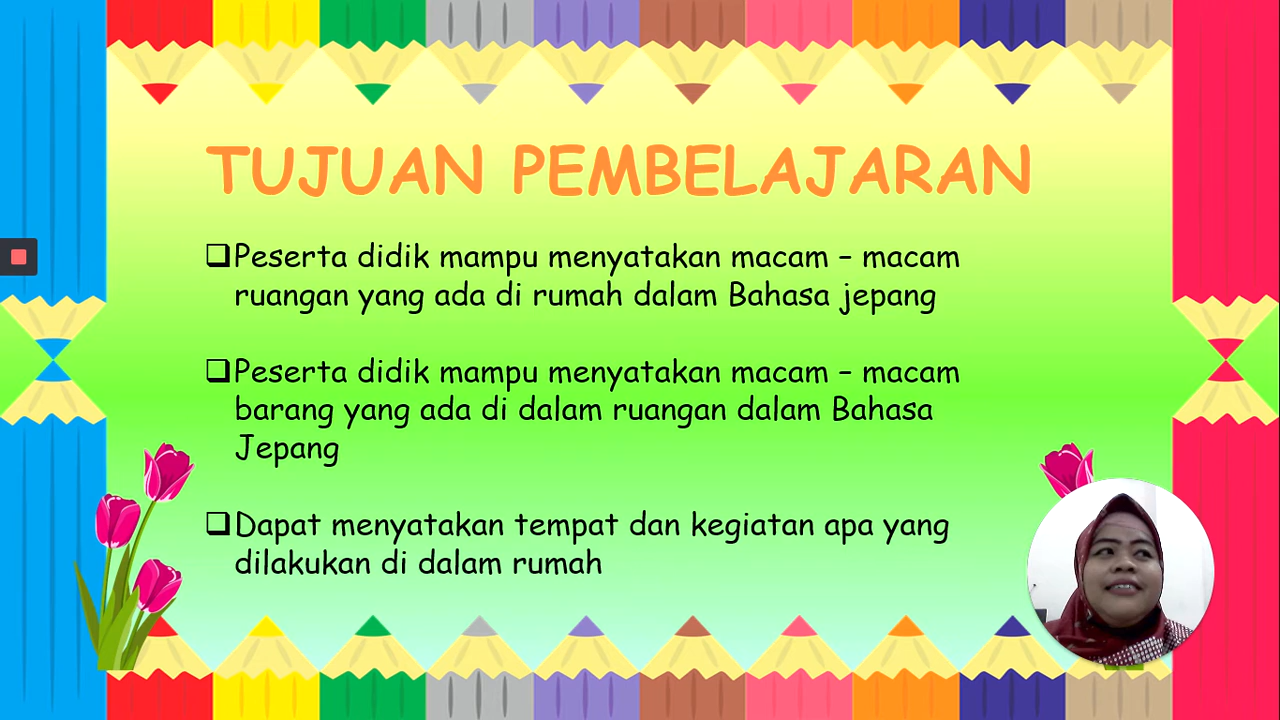 TUJUAN PEMBELAJARAN
❑Peserta didik mampu menyatakan macam – macam
ruangan yang ada di rumah dalam Bahasa jepang
❑Peserta didik mampu menyatakan macam – macam
barang yang ada di dalam ruangan dalam Bahasa
Jepang
❑Dapat menyatakan tempat dan kegiatan apa yang
dilakukan di dalam rumah